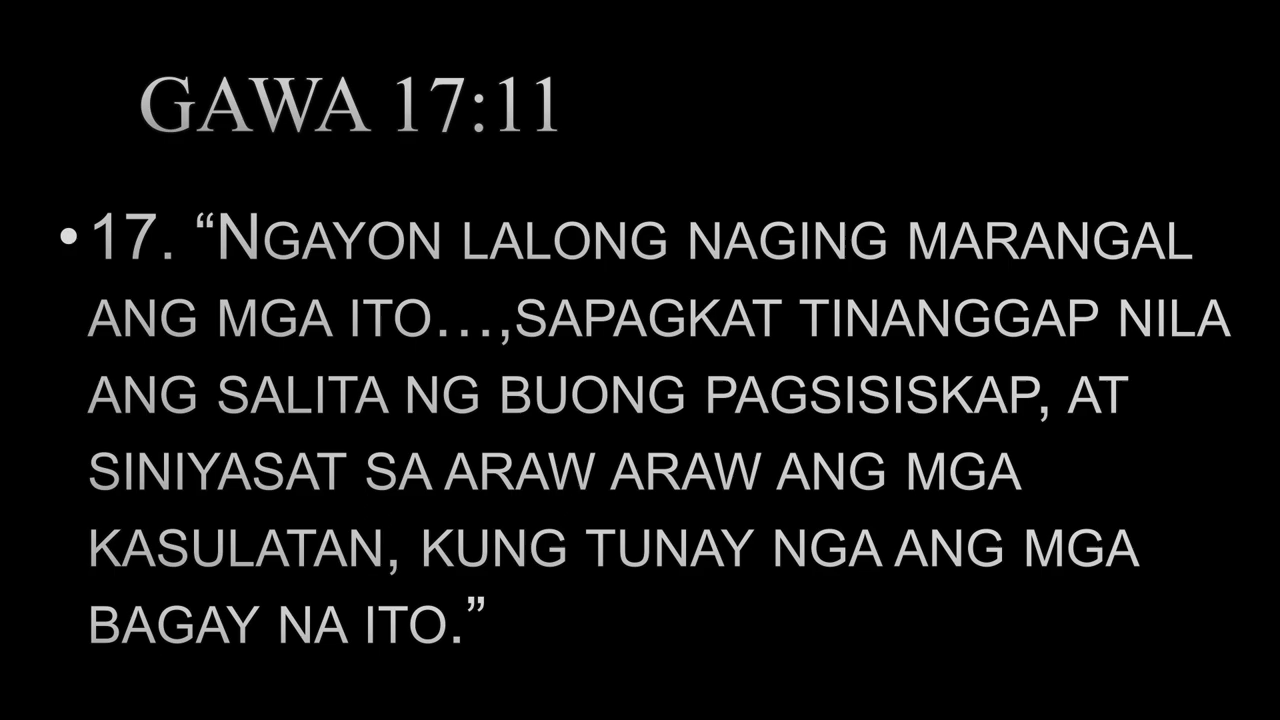 GAWA 17:11
• 17. “NGAYON LALONG NAGING MARANGAL
ANG MGA ITO…,SAPAGKAT TINANGGAP NILA
ANG SALITA NG BUONG PAGSISISKAP, AT
SINIYASAT SA ARAW ARAW ANG MGA
KASULATAN, KUNG TUNAY NGA ANG MGA
BAGAY NA ITO.”